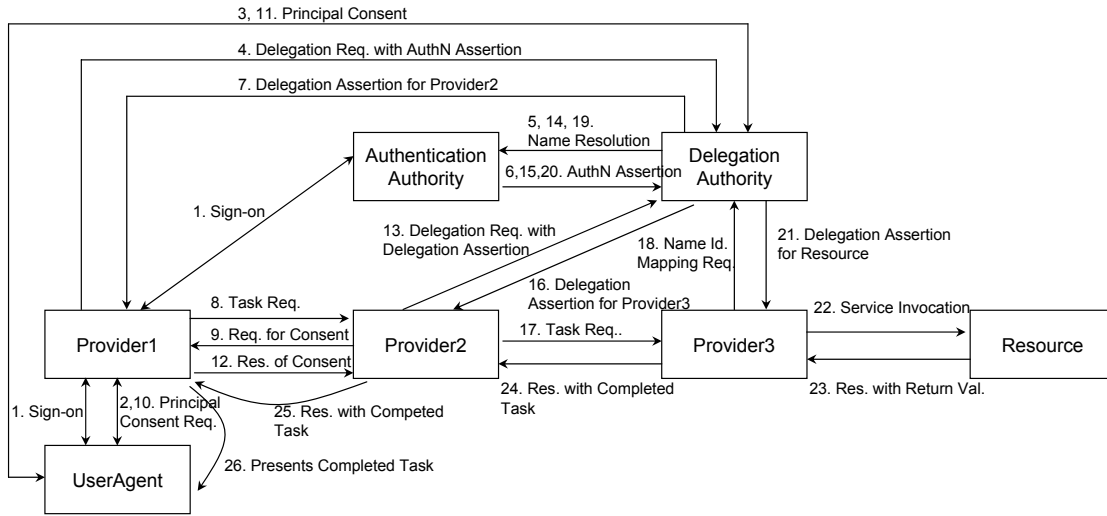 3, 11. Principal Consent
4. Delegation Req. with AuthN Assertion
7. Delegation Assertion for Provider2
5, 14, 19.
Name Resolution
Authentication
Authority
Delegation
Authority
6,15,20. AuthN Assertion
1. Sign-on
13. Delegation Req. with
Delegation Assertion
18. Name Id.
Mapping Req.
21. Delegation Assertion
for Resource
16. Delegation
Assertion for Provider3
8. Task Req.
22. Service Invocation
9. Req. for Consent
17. Task Req..
Provider1
Provider2
Provider3
Resource
12. Res. of Consent
24. Res. with Completed
Task
23. Res. with Return Val.
1. Sign-on
2,10. Principal
Consent Req.
25. Res. with Competed
Task
26. Presents Completed Task
UserAgent